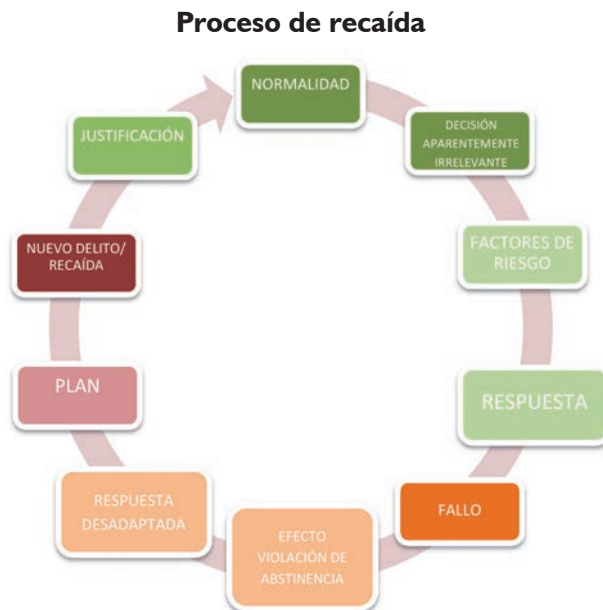 Proceso de recaída
NORMALIDAD
DECISIÓN
APARENTEMENTE
IRRELEVANTE
FACTORES DE
RIESGO
RESPUESTA
FALLO
EFECTO
VIOLACIÓN DE
ABSTINENCIA
RESPUESTA
DESADAPTADA
PLAN
NUEVO DELITO/
RECAÍDA
JUSTIFICACIÓN